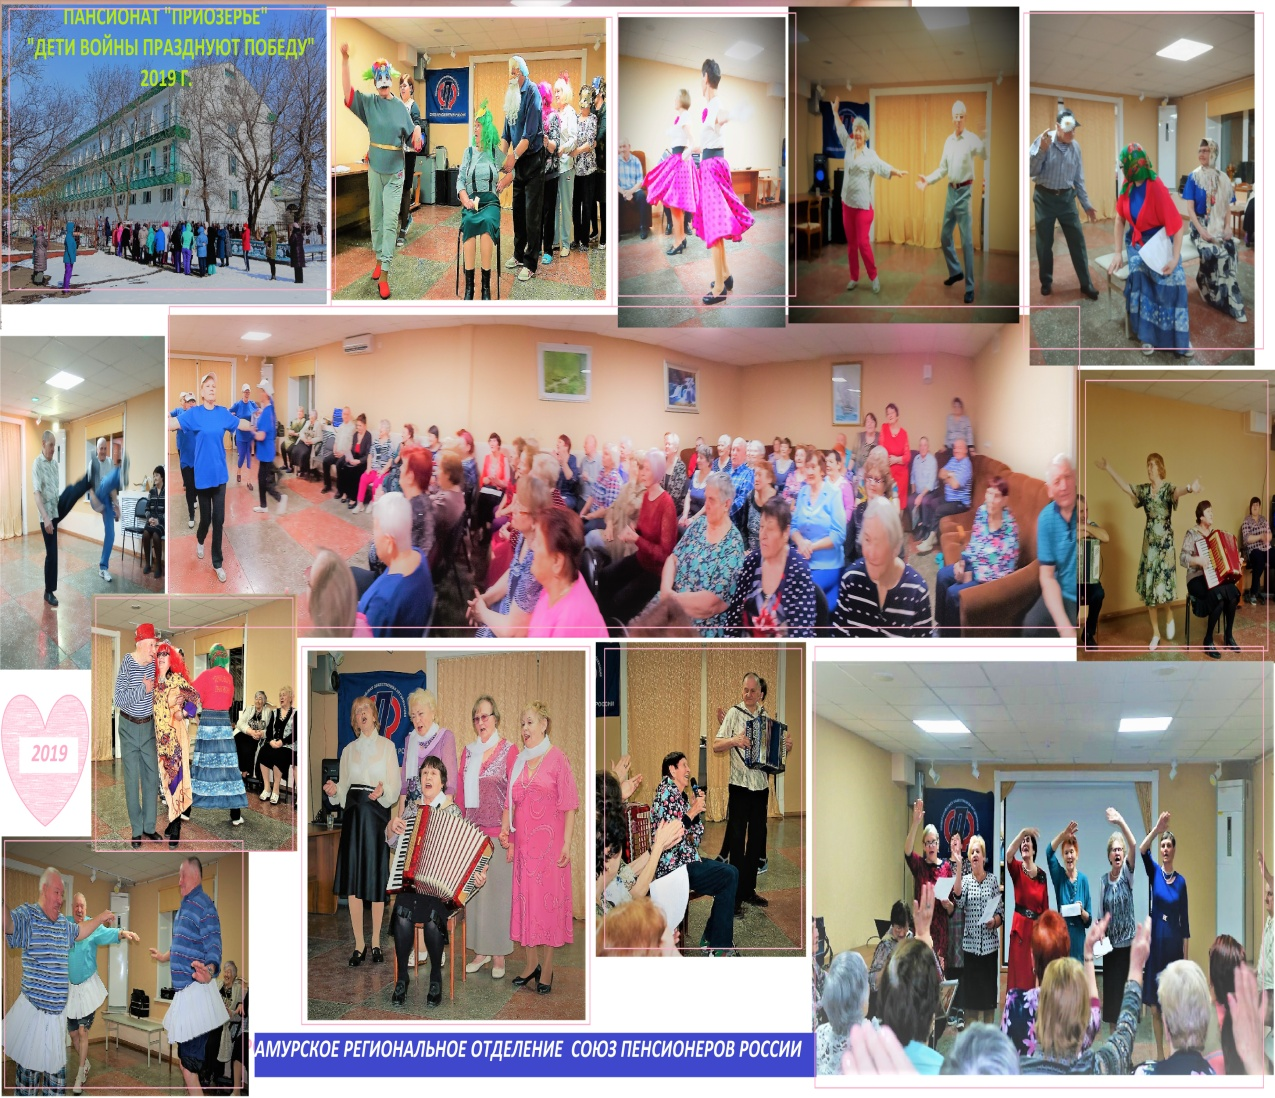 ПАНСИОНАТ "ПРИОЗЕРЬЕ"
"ДЕТИ ВОЙНЫ ПРАЗДНУЮТ ПОБЕДУ"
2019 Г.
2019
АМУРСКОЕ РЕГИОНАЛЬНОЕ ОТДЕЛЕНИЕ СОЮЗ ПЕНСИОНЕРОВ РОССИИ